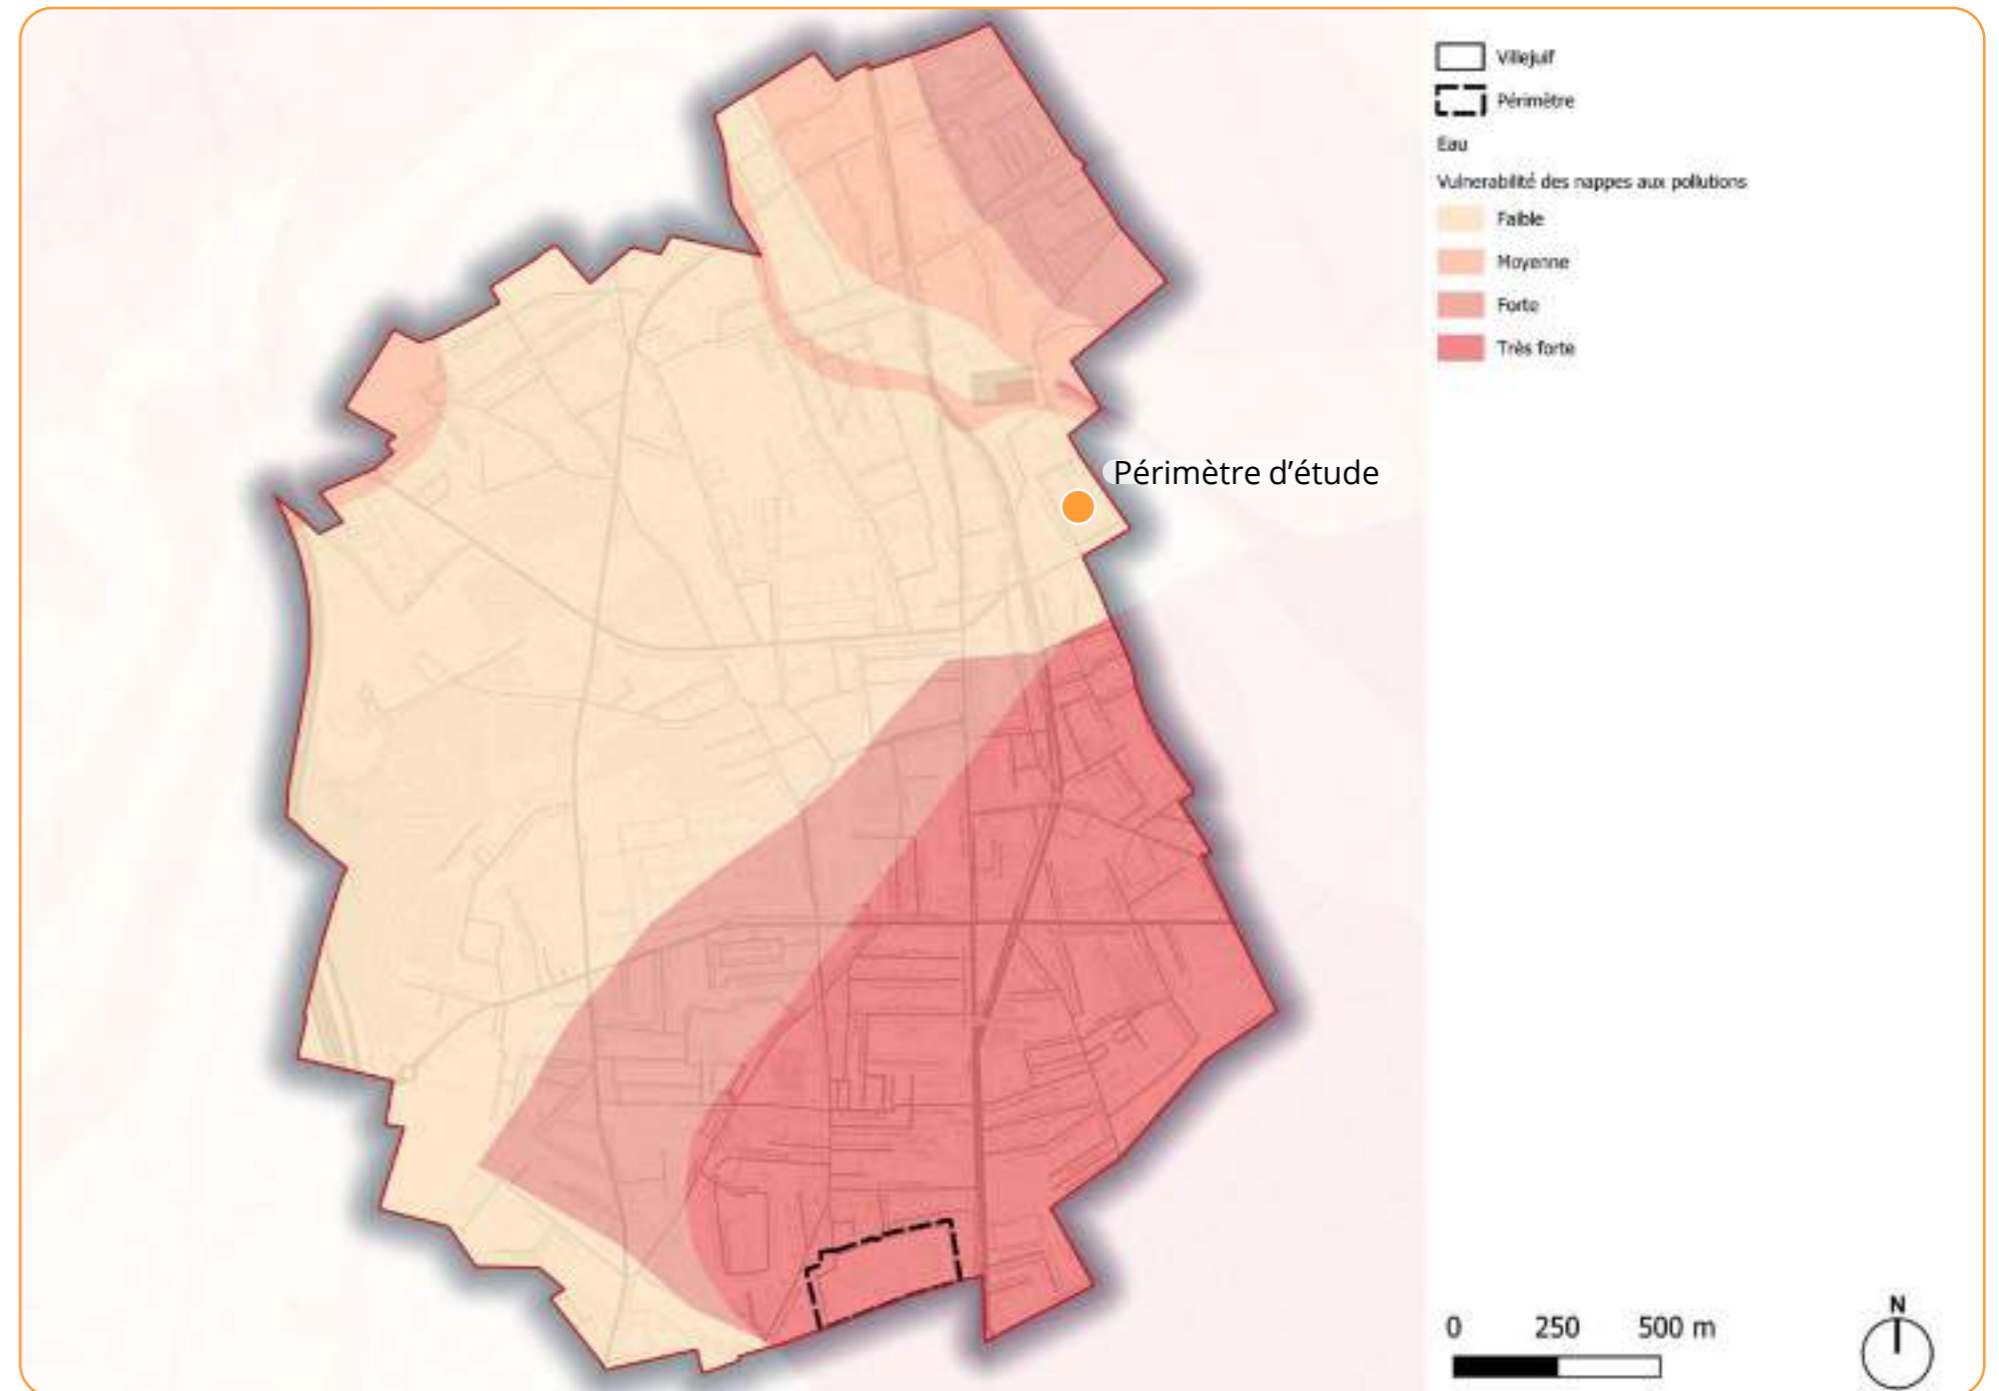 Villejuif
Périmètre
Eau
Vulnerabilité des nappes aux pollutions
Faible
Moyenne
Forte
Très forte
Périmètre d'étude
0 250 500 m
N